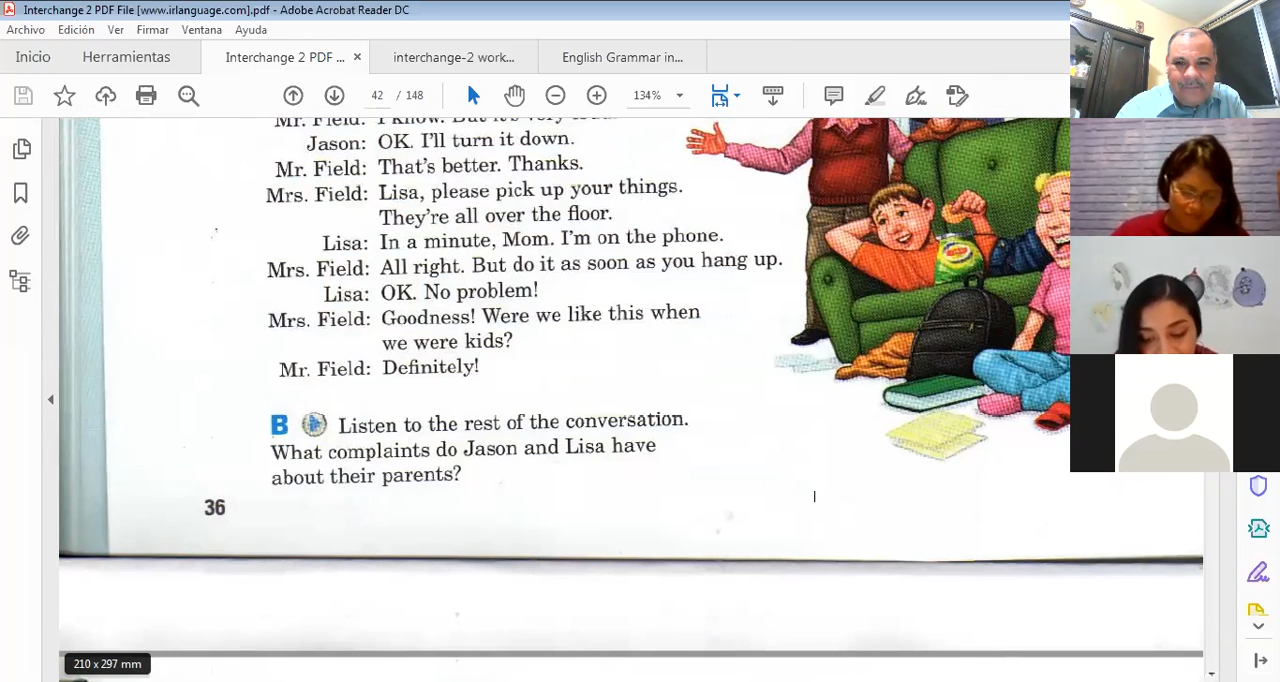 Interchange 2 PDF File [www.irlanguage.com].pdf - Adobe Acrobat Reader DC
Archivo Edición Ver Firmar Ventana Ayuda
Inicio Herramientas Interchange 2 PDF ... × interchange-2 work... English Grammar in...
42 / 148 134%
Mr. Field: I know. But it's very
Jason: OK. I'll turn it down.
Mr. Field: That's better. Thanks.
Mrs. Field: Lisa, please pick up your things.
They're all over the floor.
Lisa: In a minute, Mom. I'm on the phone.
Mrs. Field: All right. But do it as soon as you hang up.
Lisa: OK. No problem!
Mrs. Field: Goodness! Were we like this when
we were kids?
Mr. Field: Definitely!
B Listen to the rest of the conversation.
What complaints do Jason and Lisa have
about their parents?
36
210 x 297 mm